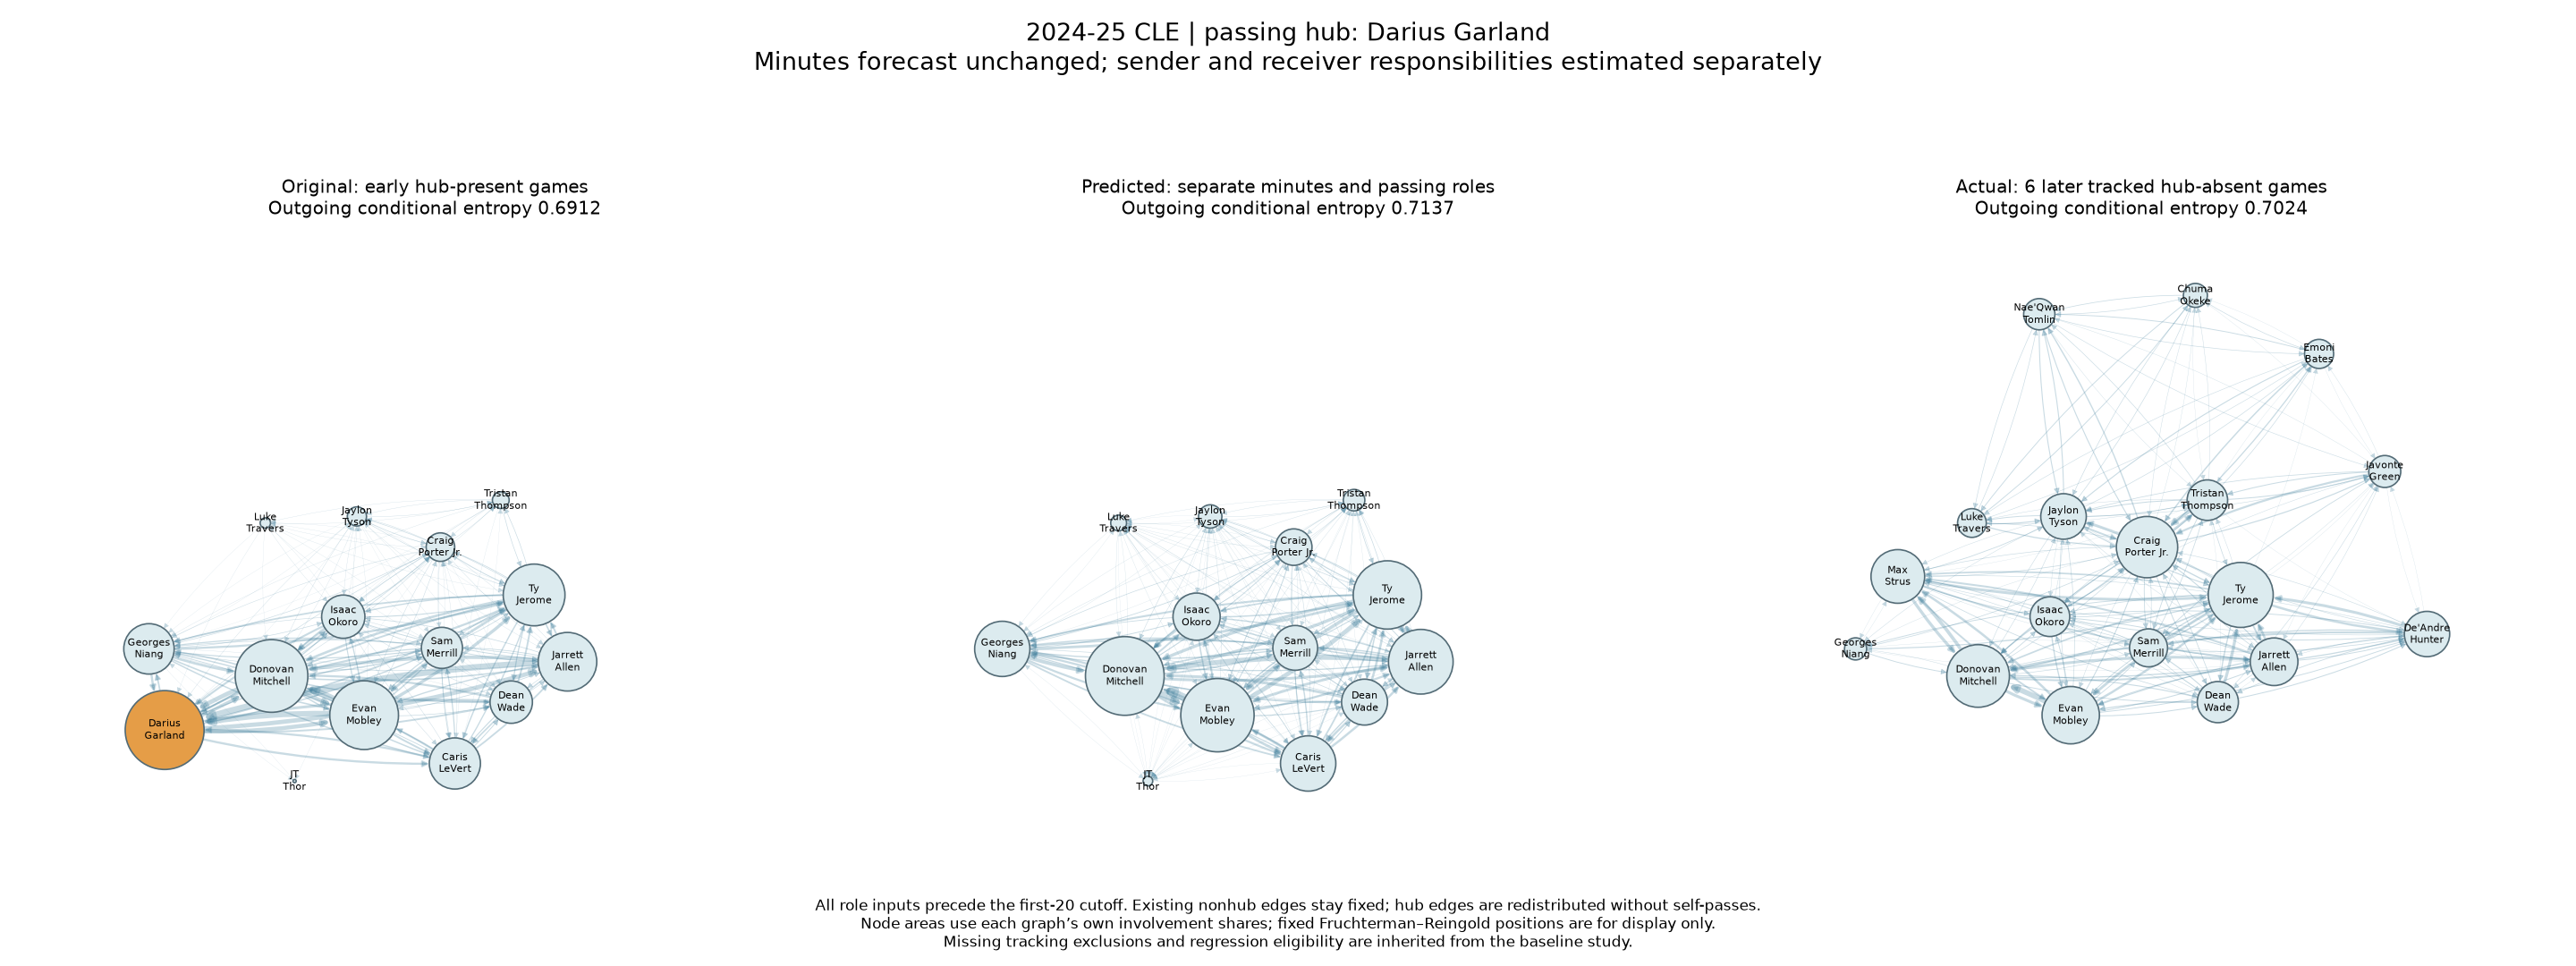 2024-25 CLE | passing hub: Darius Garland
Minutes forecast unchanged; sender and receiver responsibilities estimated separately
Original: early hub-present games
Outgoing conditional entropy 0.6912
Luke
Travers
Jaylon
Tyson
Tristan
Thompson
Craig
Porter Jr.
Ty
Jerome
Isaac
Okoro
Georges
Niang
Sam
Merrill
Jarrett
Allen
Donovan
Mitchell
Dean
Wade
Evan
Mobley
Darius
Garland
Caris
LeVert
JT
Thor
Predicted: separate minutes and passing roles
Outgoing conditional entropy 0.7137
Luke
Travers
Jaylon
Tyson
Tristan
Thompson
Craig
Porter Jr.
Ty
Jerome
Isaac
Okoro
Georges
Niang
Sam
Merrill
Jarrett
Allen
Donovan
Mitchell
Dean
Wade
Evan
Mobley
Caris
LeVert
JT
Thor
Actual: 6 later tracked hub-absent games
Outgoing conditional entropy 0.7024
Chuma
Okeke
Nae'Qwan
Tomlin
Emoni
Bates
Javonte
Green
Tristan
Thompson
Luke
Travers
Jaylon
Tyson
Craig
Porter Jr.
Max
Strus
Ty
Jerome
Isaac
Okoro
De'Andre
Hunter
Georges
Niang
Sam
Merrill
Jarrett
Allen
Donovan
Mitchell
Dean
Wade
Evan
Mobley
All role inputs precede the first-20 cutoff. Existing nonhub edges stay fixed; hub edges are redistributed without self-passes.
Node areas use each graph’s own involvement shares; fixed Fruchterman–Reingold positions are for display only.
Missing tracking exclusions and regression eligibility are inherited from the baseline study.